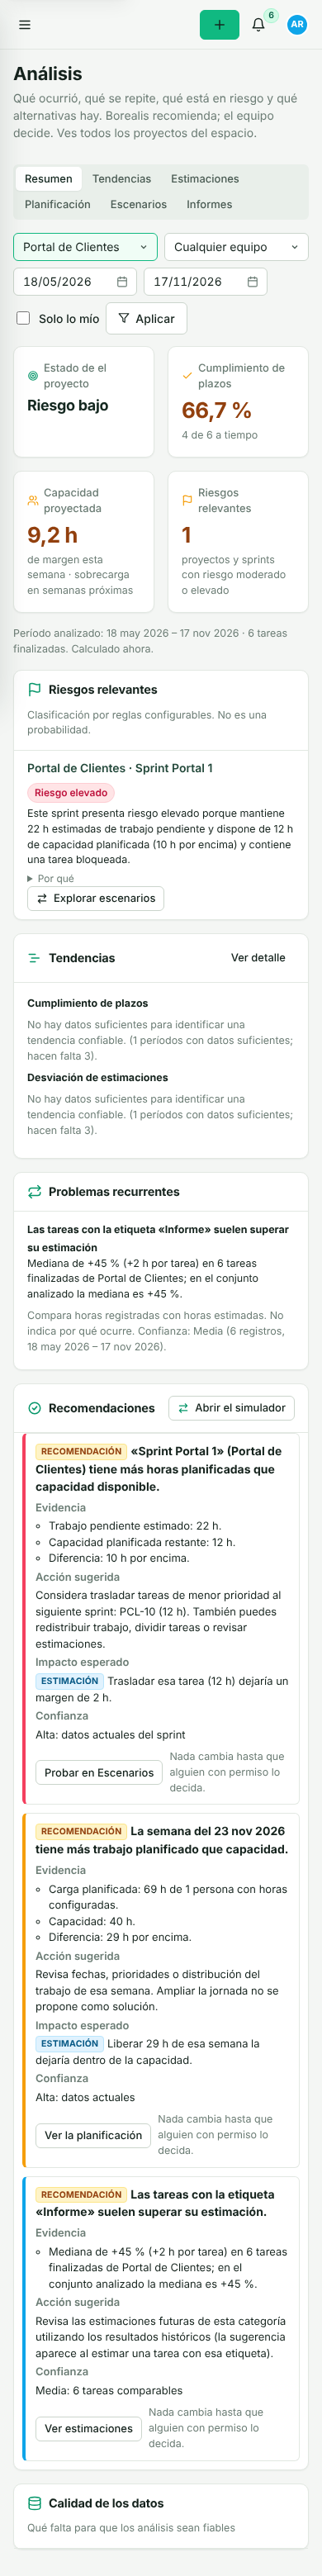 6
AR
Análisis
Qué ocurrió, qué se repite, qué está en riesgo y qué
alternativas hay. Borealis recomienda; el equipo
decide. Ves todos los proyectos del espacio.
Resumen Tendencias Estimaciones
Planificación Escenarios Informes
Portal de Clientes Cualquier equipo
18/05/2026 17/11/2026
Solo lo mío Aplicar
Estado de el
proyecto
Riesgo bajo
Cumplimiento de
plazos
66,7 %
4 de 6 a tiempo
Capacidad
proyectada
9,2 h
de margen esta
semana · sobrecarga
en semanas próximas
Riesgos
relevantes
1
proyectos y sprints
con riesgo moderado
o elevado
Período analizado: 18 may 2026 – 17 nov 2026 · 6 tareas
finalizadas. Calculado ahora.
Riesgos relevantes
Clasificación por reglas configurables. No es una
probabilidad.
Portal de Clientes · Sprint Portal 1
Riesgo elevado
Este sprint presenta riesgo elevado porque mantiene
22 h estimadas de trabajo pendiente y dispone de 12 h
de capacidad planificada (10 h por encima) y contiene
una tarea bloqueada.
Por qué
Explorar escenarios
Tendencias Ver detalle
Cumplimiento de plazos
No hay datos suficientes para identificar una
tendencia confiable. (1 períodos con datos suficientes;
hacen falta 3).
Desviación de estimaciones
No hay datos suficientes para identificar una
tendencia confiable. (1 períodos con datos suficientes;
hacen falta 3).
Problemas recurrentes
Las tareas con la etiqueta «Informe» suelen superar
su estimación
Mediana de +45 % (+2 h por tarea) en 6 tareas
finalizadas de Portal de Clientes; en el conjunto
analizado la mediana es +45 %.
Compara horas registradas con horas estimadas. No
indica por qué ocurre. Confianza: Media (6 registros,
18 may 2026 – 17 nov 2026).
Recomendaciones Abrir el simulador
RECOMENDACIÓN «Sprint Portal 1» (Portal de
Clientes) tiene más horas planificadas que
capacidad disponible.
Evidencia
Trabajo pendiente estimado: 22 h.
Capacidad planificada restante: 12 h.
Diferencia: 10 h por encima.
Acción sugerida
Considera trasladar tareas de menor prioridad al
siguiente sprint: PCL-10 (12 h). También puedes
redistribuir trabajo, dividir tareas o revisar
estimaciones.
Impacto esperado
ESTIMACIÓN Trasladar esa tarea (12 h) dejaría un
margen de 2 h.
Confianza
Alta: datos actuales del sprint
Probar en Escenarios
Nada cambia hasta que
alguien con permiso lo
decida.
RECOMENDACIÓN La semana del 23 nov 2026
tiene más trabajo planificado que capacidad.
Evidencia
Carga planificada: 69 h de 1 persona con horas
configuradas.
Capacidad: 40 h.
Diferencia: 29 h por encima.
Acción sugerida
Revisa fechas, prioridades o distribución del
trabajo de esa semana. Ampliar la jornada no se
propone como solución.
Impacto esperado
ESTIMACIÓN Liberar 29 h de esa semana la
dejaría dentro de la capacidad.
Confianza
Alta: datos actuales
Ver la planificación
Nada cambia hasta que
alguien con permiso lo
decida.
RECOMENDACIÓN Las tareas con la etiqueta
«Informe» suelen superar su estimación.
Evidencia
Mediana de +45 % (+2 h por tarea) en 6 tareas
finalizadas de Portal de Clientes; en el
conjunto analizado la mediana es +45 %.
Acción sugerida
Revisa las estimaciones futuras de esta categoría
utilizando los resultados históricos (la sugerencia
aparece al estimar una tarea con esa etiqueta).
Confianza
Media: 6 tareas comparables
Ver estimaciones
Nada cambia hasta que
alguien con permiso lo
decida.
Calidad de los datos
Qué falta para que los análisis sean fiables